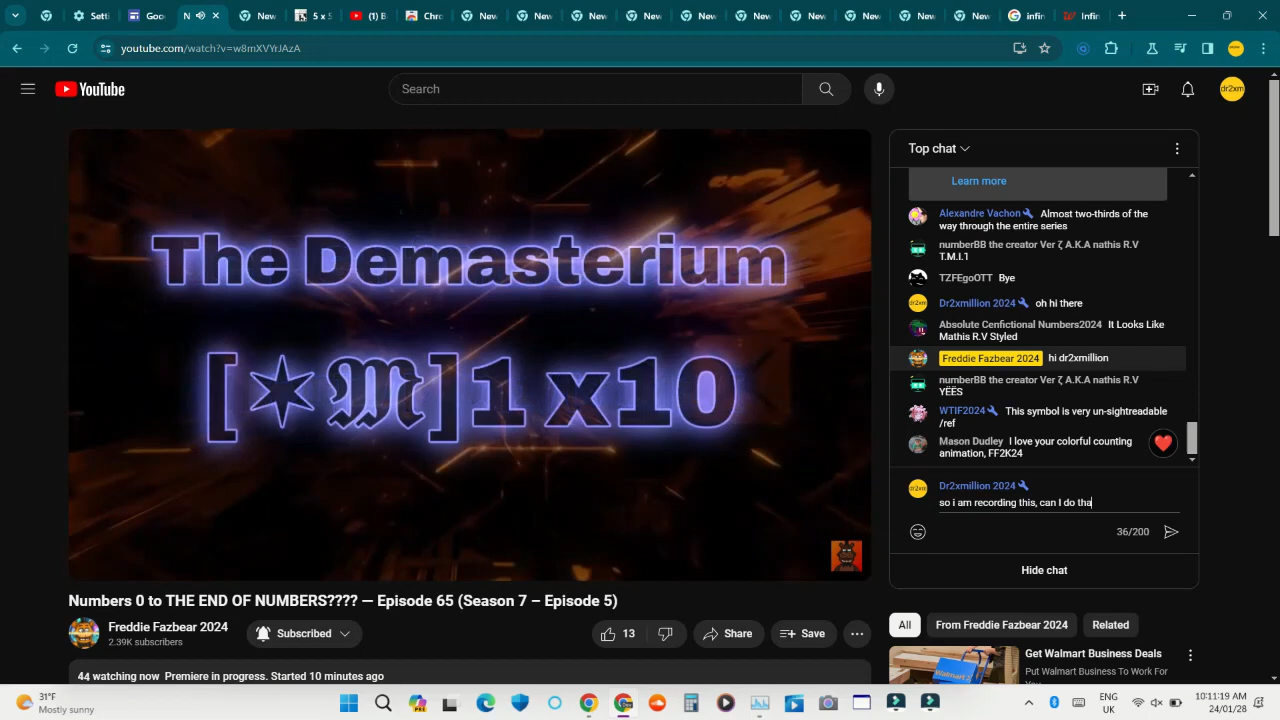 Setti
Goo
N
New
5 x 5
(1) B
Chro
New
New
New
New
New
New
New
New
New
New
infin
Infin
youtube.com/watch?v=w8mXVYrJAzA
YouTube
Search
dr2xm
The Demasterium
[✶𝔐]1 x10
Top chat
Learn more
Alexandre Vachon Almost two-thirds of the
way through the entire series
numberBB the creator Ver ζ A.K.A nathis R.V
T.M.I.1
TZFEgoOTT Bye
Dr2xmillion 2024 oh hi there
Absolute Cenfictional Numbers2024 It Looks Like
Mathis R.V Styled
Freddie Fazbear 2024 hi dr2xmillion
numberBB the creator Ver ζ A.K.A nathis R.V
YËËS
WTIF2024 This symbol is very un-sightreadable
/ref
Mason Dudley I love your colorful counting
animation, FF2K24
Dr2xmillion 2024
so i am recording this, can I do tha
36/200
Hide chat
Numbers 0 to THE END OF NUMBERS???? — Episode 65 (Season 7 – Episode 5)
Freddie Fazbear 2024
2.39K subscribers
Subscribed
13
Share
Save
44 watching now Premiere in progress. Started 10 minutes ago
All
From Freddie Fazbear 2024
Related
Get Walmart Business Deals
Put Walmart Business To Work For
31°F
Mostly sunny
PRE
ENG
UK
10:11:19 AM
24/01/28